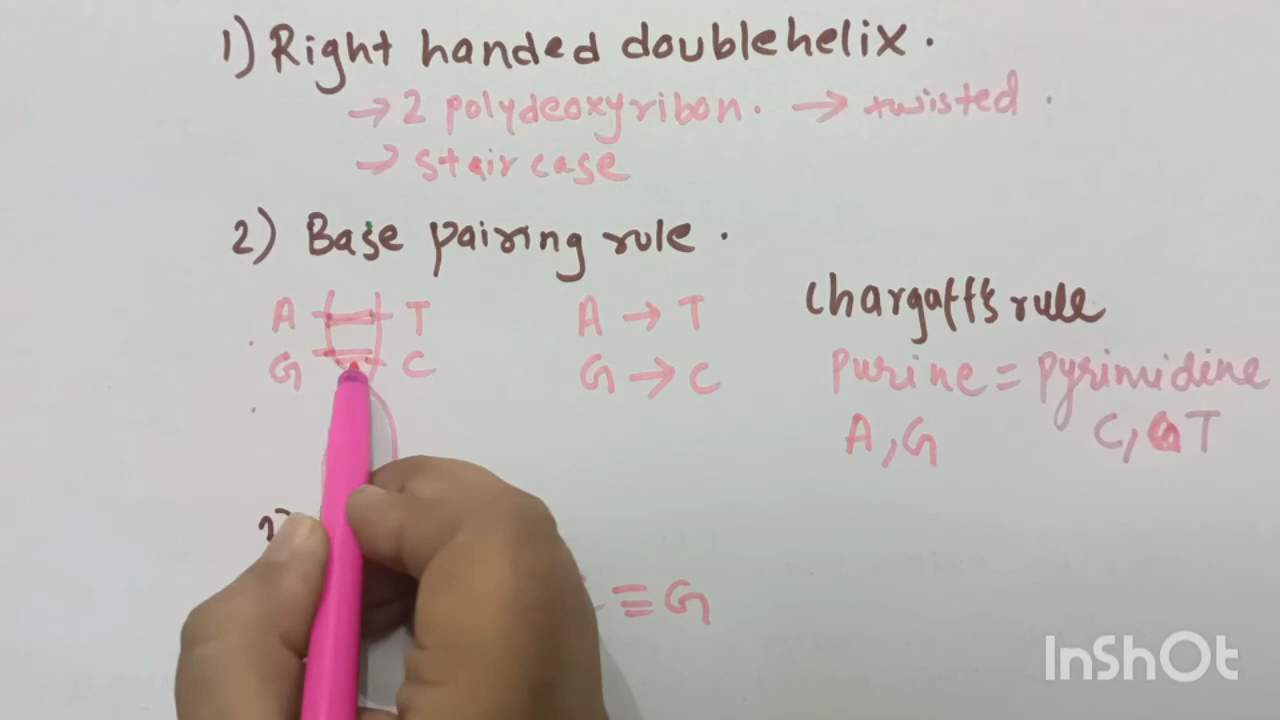 1) Right handed doublehelix.
→ 2 polydeoxyribon. → twisted.
→ staircase
2) Base pairing rule.
A T
G C
A → T
G → C
Chargaff's rule
Purine = Pyrimidine
A, G C, T
≡ G
InShOt